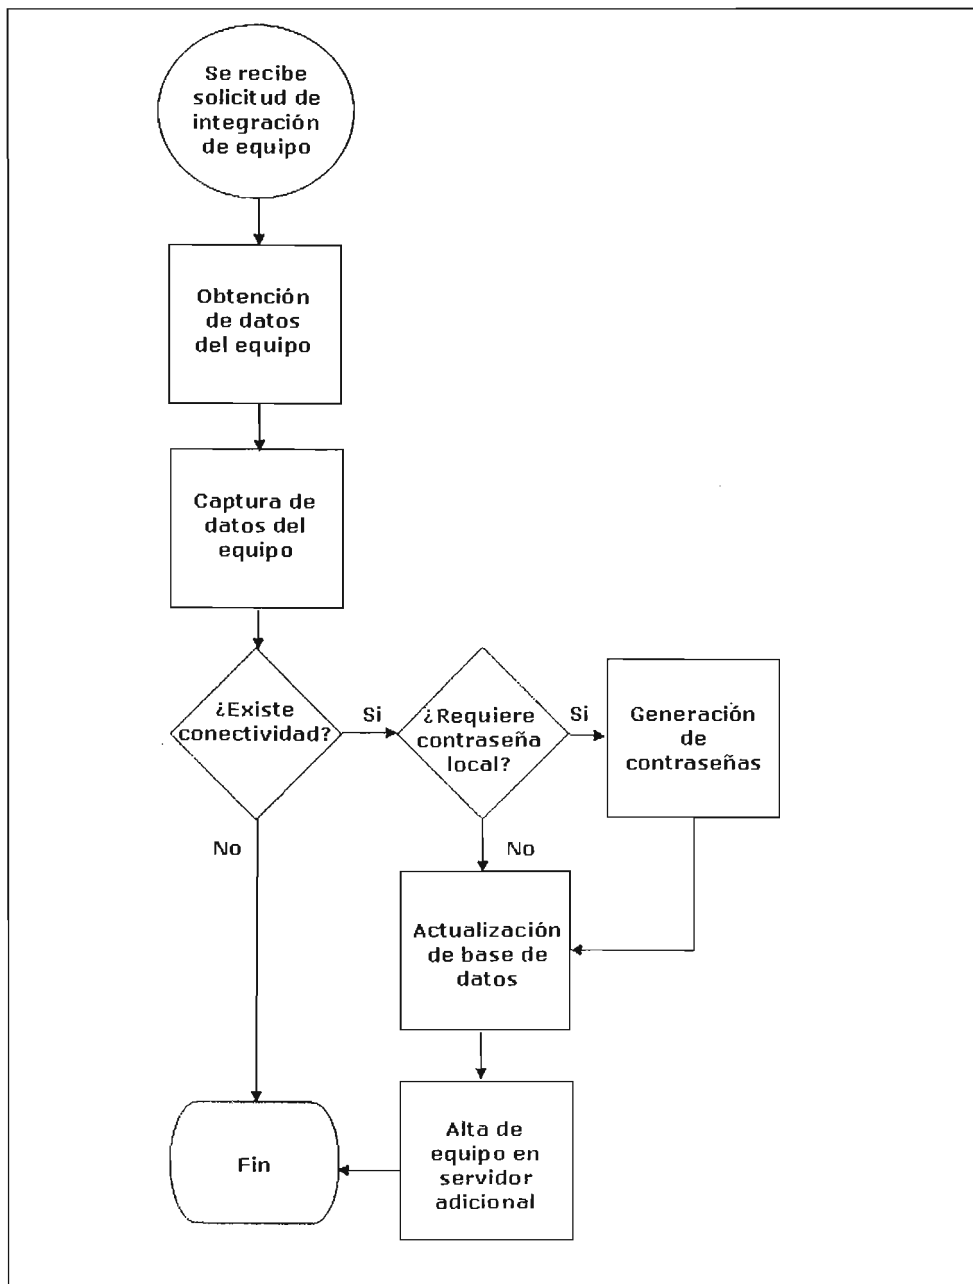 Se recibe
solicitud de
integración
de equipo
Obtención
de datos
del equipo
Captura de
datos del
equipo
¿Existe
conectividad?
Si
¿Requiere
contraseña
local?
Si
Generación
de
contraseñas
No
No
Actualización
de base de
datos
Alta de
equipo en
servidor
adicional
Fin